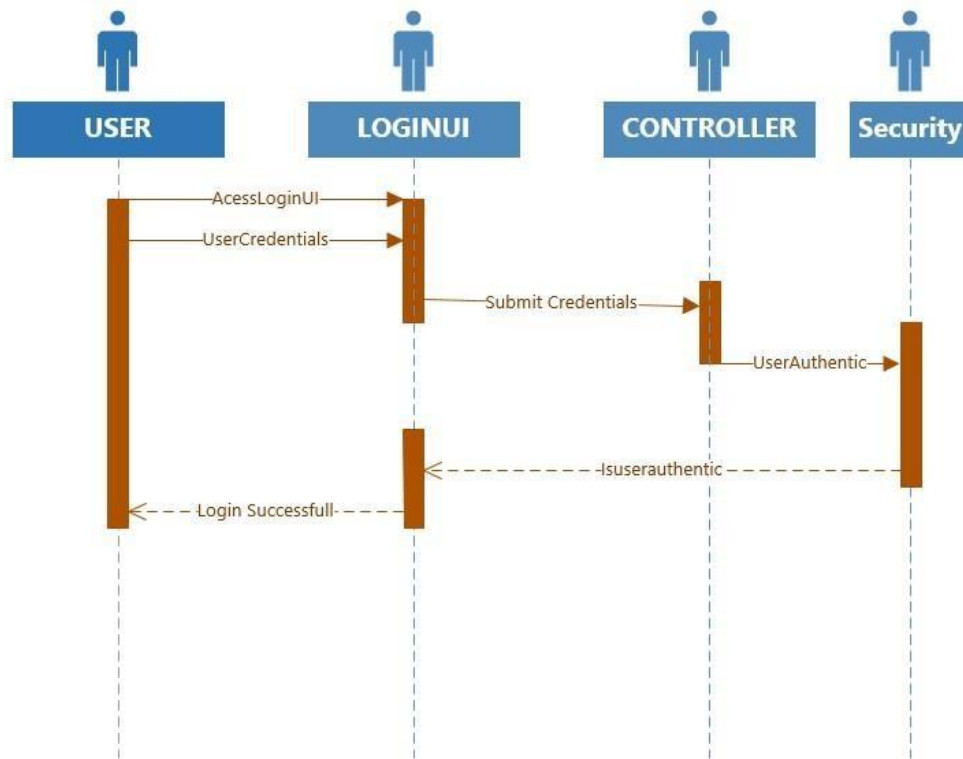 USER
LOGINUI
CONTROLLER
Security
AcessLoginUI
UserCredentials
Submit Credentials
UserAuthentic
Isuserauthentic
Login Successfull